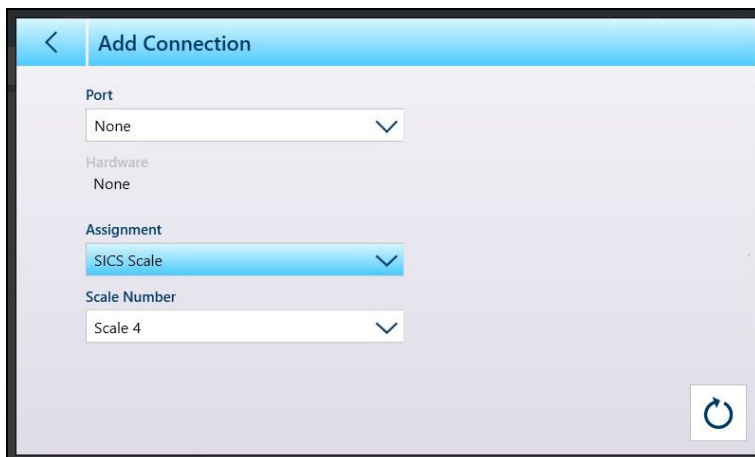 Add Connection
Port
None
Hardware
None
Assignment
SICS Scale
Scale Number
Scale 4